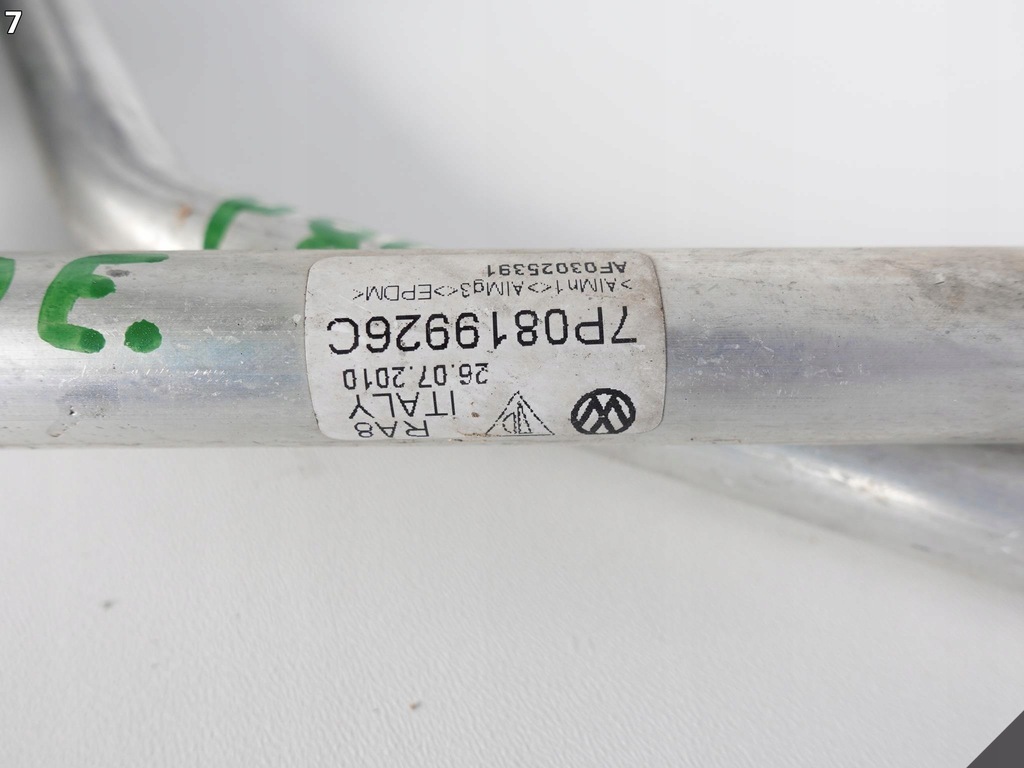 7
RA8
ITALY
26.07.2010
7P0819926C
>AlMn1<>AlMg3<>EPDM<
AF03025391